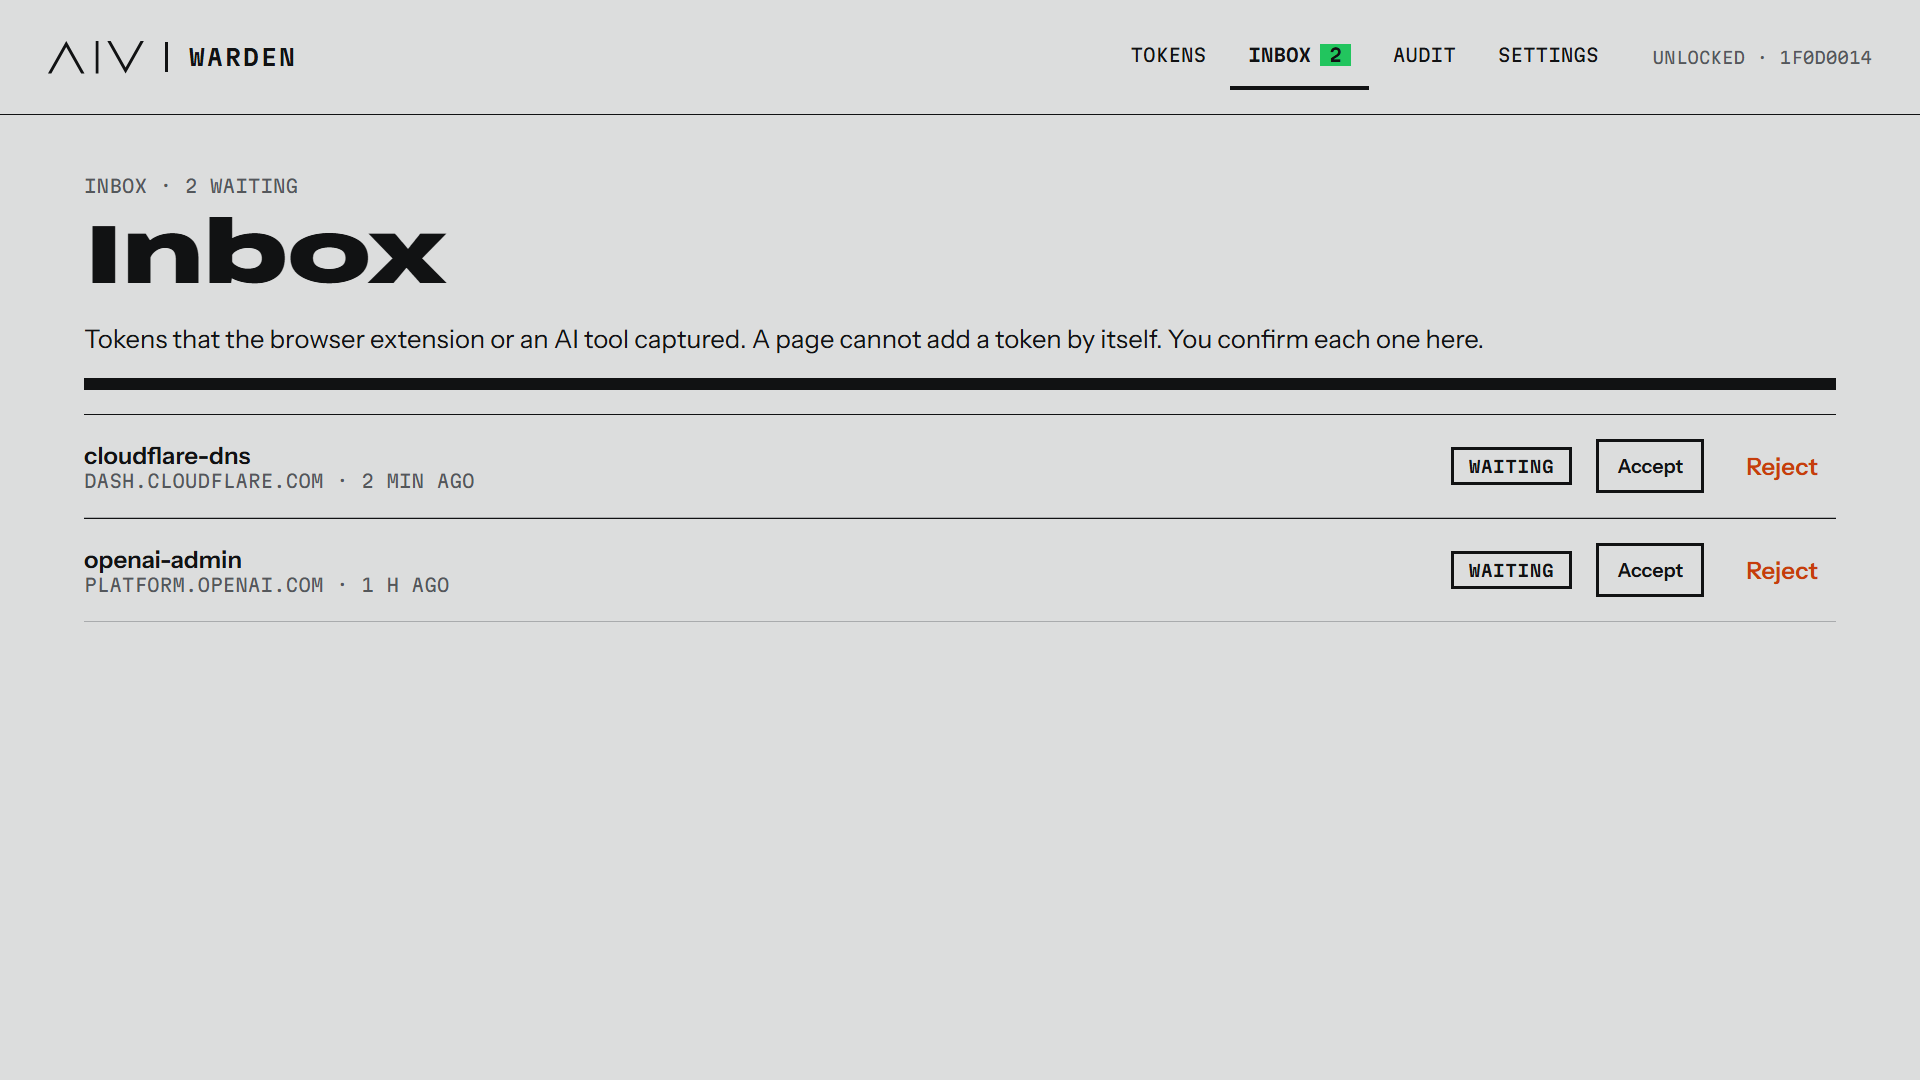 AIV | WARDEN
TOKENS INBOX 2 AUDIT SETTINGS UNLOCKED · 1F0D0014
INBOX · 2 WAITING
Inbox
Tokens that the browser extension or an AI tool captured. A page cannot add a token by itself. You confirm each one here.
cloudflare-dns
DASH.CLOUDFLARE.COM · 2 MIN AGO
WAITING Accept Reject
openai-admin
PLATFORM.OPENAI.COM · 1 H AGO
WAITING Accept Reject